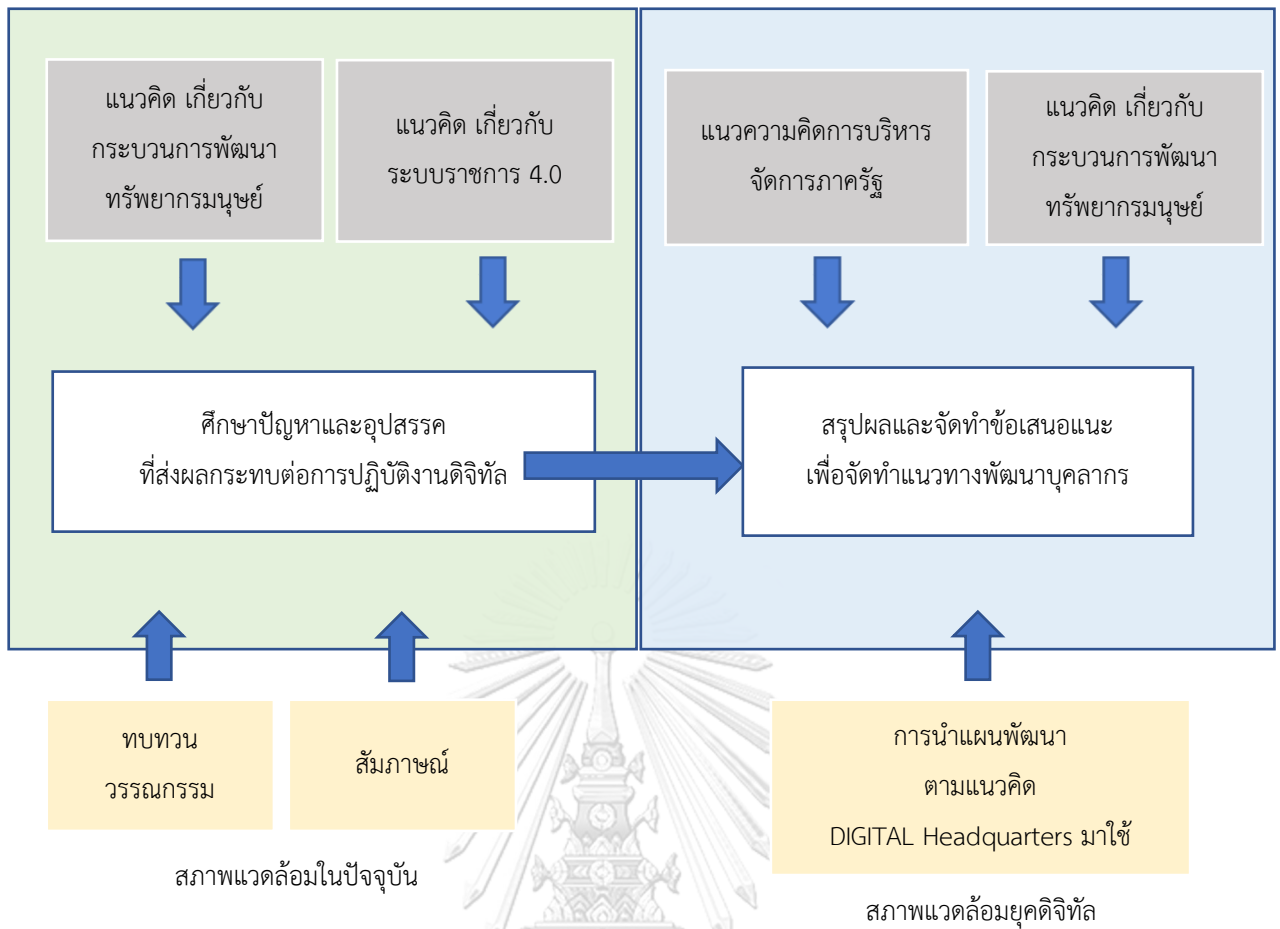 แนวคิด เกี่ยวกับ
กระบวนการพัฒนา
ทรัพยากรมนุษย์
แนวคิด เกี่ยวกับ
ระบบราชการ 4.0
แนวความคิดการบริหาร
จัดการภาครัฐ
แนวคิด เกี่ยวกับ
กระบวนการพัฒนา
ทรัพยากรมนุษย์
ศึกษาปัญหาและอุปสรรค
ที่ส่งผลกระทบต่อการปฏิบัติงานดิจิทัล
สรุปผลและจัดทำข้อเสนอแนะ
เพื่อจัดทำแนวทางพัฒนาบุคลากร
ทบทวน
วรรณกรรม
สัมภาษณ์
การนำแผนพัฒนา
ตามแนวคิด
DIGITAL Headquarters มาใช้
สภาพแวดล้อมในปัจจุบัน
สภาพแวดล้อมยุคดิจิทัล